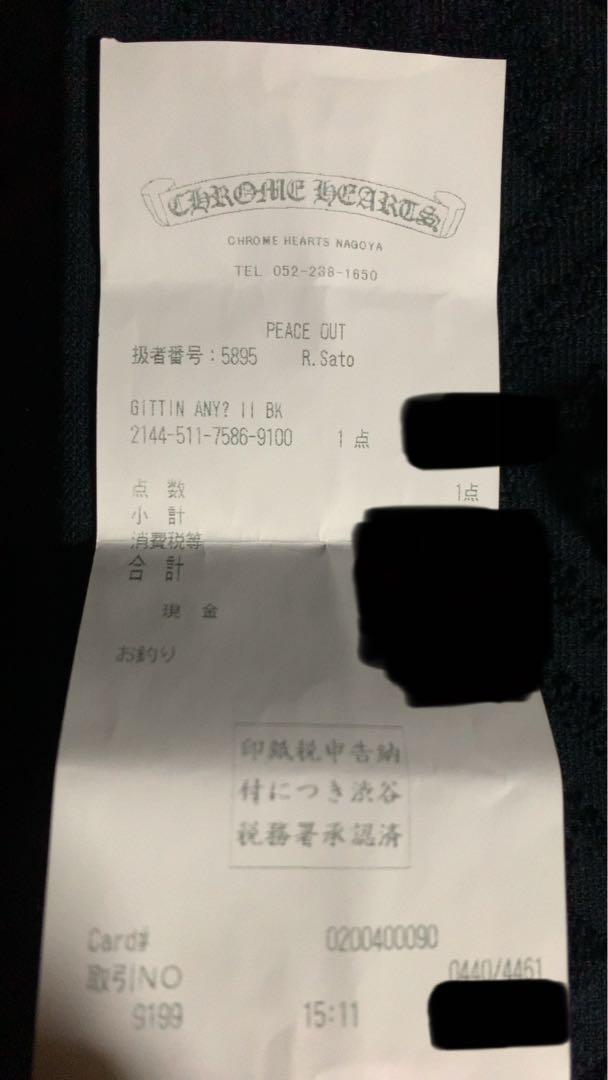 CHROME HEARTS
CHROME HEARTS NAGOYA
TEL 052-238-1650
PEACE OUT
扱者番号：5895 R.Sato
GITTIN ANY? II BK
2144-511-7586-9100 1点
点 数 1点
小 計
消費税等
合 計
現 金
お釣り
印紙税申告納
付につき渋谷
税務署承認済
Card# 0200400090
取引NO 0440/4461
9199 15:11